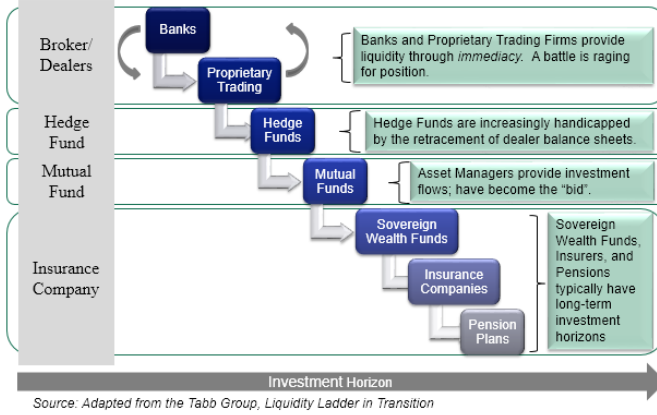 Broker/
Dealers
Banks
Proprietary
Trading
Banks and Proprietary Trading Firms provide
liquidity through immediacy. A battle is raging
for position.
Hedge
Fund
Hedge
Funds
Hedge Funds are increasingly handicapped
by the retracement of dealer balance sheets.
Mutual
Fund
Mutual
Funds
Asset Managers provide investment
flows; have become the “bid”.
Insurance
Company
Sovereign
Wealth Funds
Insurance
Companies
Pension
Plans
Sovereign
Wealth Funds,
Insurers, and
Pensions
typically have
long-term
investment
horizons
Investment Horizon
Source: Adapted from the Tabb Group, Liquidity Ladder in Transition